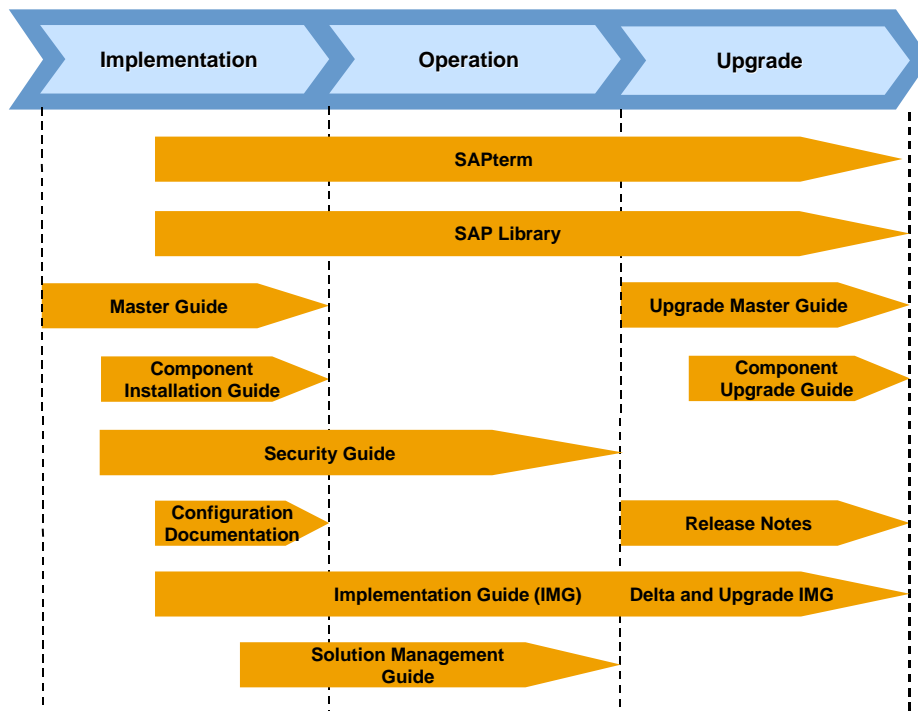 Implementation
Operation
Upgrade
SAPterm
SAP Library
Master Guide
Upgrade Master Guide
Component
Installation Guide
Component
Upgrade Guide
Security Guide
Configuration
Documentation
Release Notes
Implementation Guide (IMG)
Delta and Upgrade IMG
Solution Management
Guide